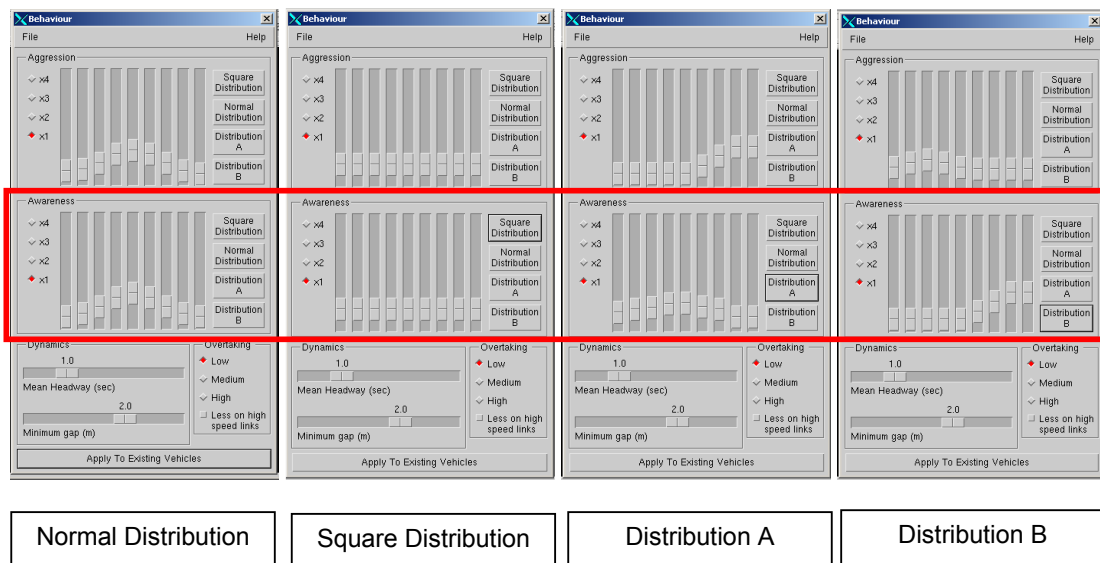 Behaviour
File Help
Aggression
x4
x3
x2
x1
Square
Distribution
Normal
Distribution
Distribution
A
Distribution
B
Awareness
x4
x3
x2
x1
Square
Distribution
Normal
Distribution
Distribution
A
Distribution
B
Dynamics
1.0
Mean Headway (sec)
2.0
Minimum gap (m)
Overtaking
Low
Medium
High
Less on high
speed links
Apply To Existing Vehicles
Normal Distribution
Behaviour
File Help
Aggression
x4
x3
x2
x1
Square
Distribution
Normal
Distribution
Distribution
A
Distribution
B
Awareness
x4
x3
x2
x1
Square
Distribution
Normal
Distribution
Distribution
A
Distribution
B
Dynamics
1.0
Mean Headway (sec)
2.0
Minimum gap (m)
Overtaking
Low
Medium
High
Less on high
speed links
Apply To Existing Vehicles
Square Distribution
Behaviour
File Help
Aggression
x4
x3
x2
x1
Square
Distribution
Normal
Distribution
Distribution
A
Distribution
B
Awareness
x4
x3
x2
x1
Square
Distribution
Normal
Distribution
Distribution
A
Distribution
B
Dynamics
1.0
Mean Headway (sec)
2.0
Minimum gap (m)
Overtaking
Low
Medium
High
Less on high
speed links
Apply To Existing Vehicles
Distribution A
Behaviour
File Help
Aggression
x4
x3
x2
x1
Square
Distribution
Normal
Distribution
Distribution
A
Distribution
B
Awareness
x4
x3
x2
x1
Square
Distribution
Normal
Distribution
Distribution
A
Distribution
B
Dynamics
1.0
Mean Headway (sec)
2.0
Minimum gap (m)
Overtaking
Low
Medium
High
Less on high
speed links
Apply To Existing Vehicles
Distribution B